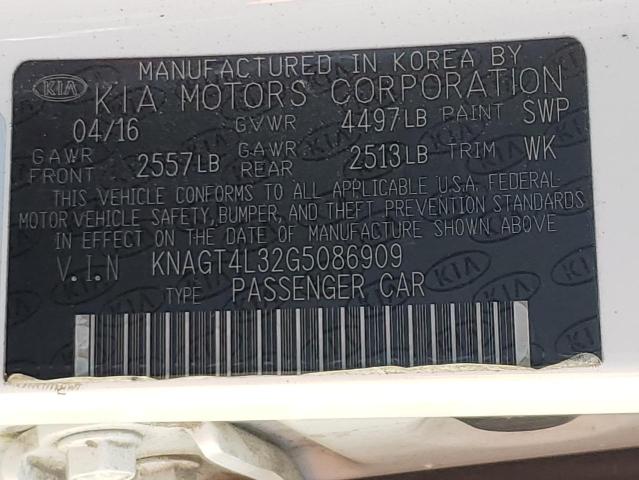 MANUFACTURED IN KOREA BY
KIA KIA MOTORS CORPORATION
04/16 GVWR 4497LB PAINT SWP
GAWR FRONT 2557LB GAWR REAR 2513LB TRIM WK
THIS VEHICLE CONFORMS TO ALL APPLICABLE U.S.A. FEDERAL
MOTOR VEHICLE SAFETY, BUMPER, AND THEFT PREVENTION STANDARDS
IN EFFECT ON THE DATE OF MANUFACTURE SHOWN ABOVE.
V.I.N KNAGT4L32G5086909
TYPE PASSENGER CAR